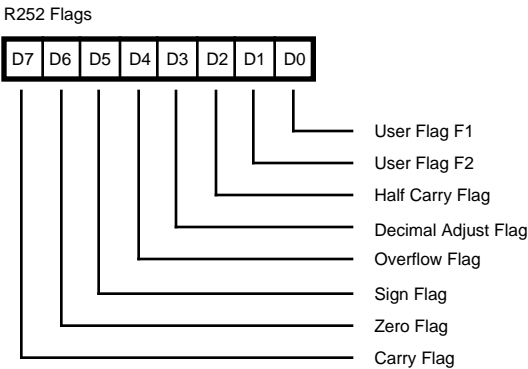 R252 Flags
D7 D6 D5 D4 D3 D2 D1 D0
User Flag F1
User Flag F2
Half Carry Flag
Decimal Adjust Flag
Overflow Flag
Sign Flag
Zero Flag
Carry Flag